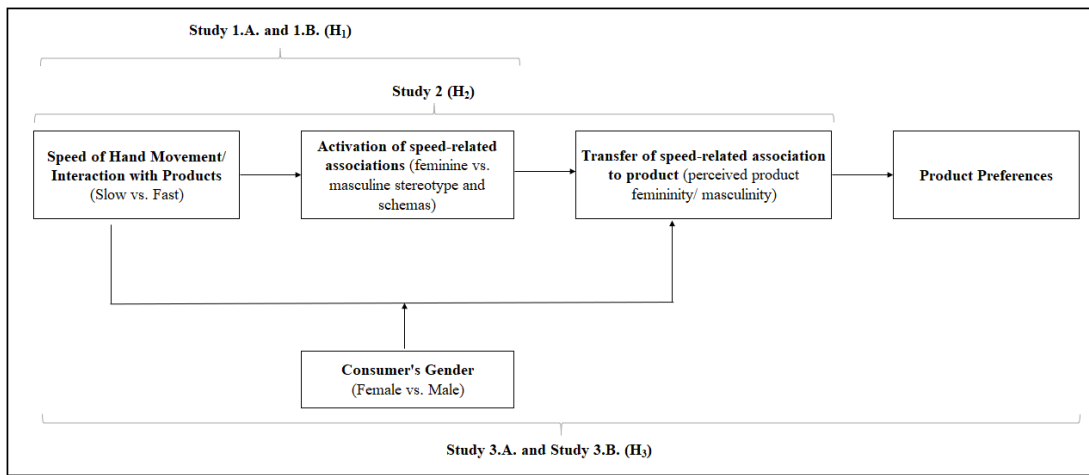 Study 1.A. and 1.B. (H₁)
Study 2 (H₂)
Speed of Hand Movement/
Interaction with Products
(Slow vs. Fast)
Activation of speed-related
associations (feminine vs.
masculine stereotype and
schemas)
Transfer of speed-related association
to product (perceived product
femininity/ masculinity)
Product Preferences
Consumer's Gender
(Female vs. Male)
Study 3.A. and Study 3.B. (H₃)